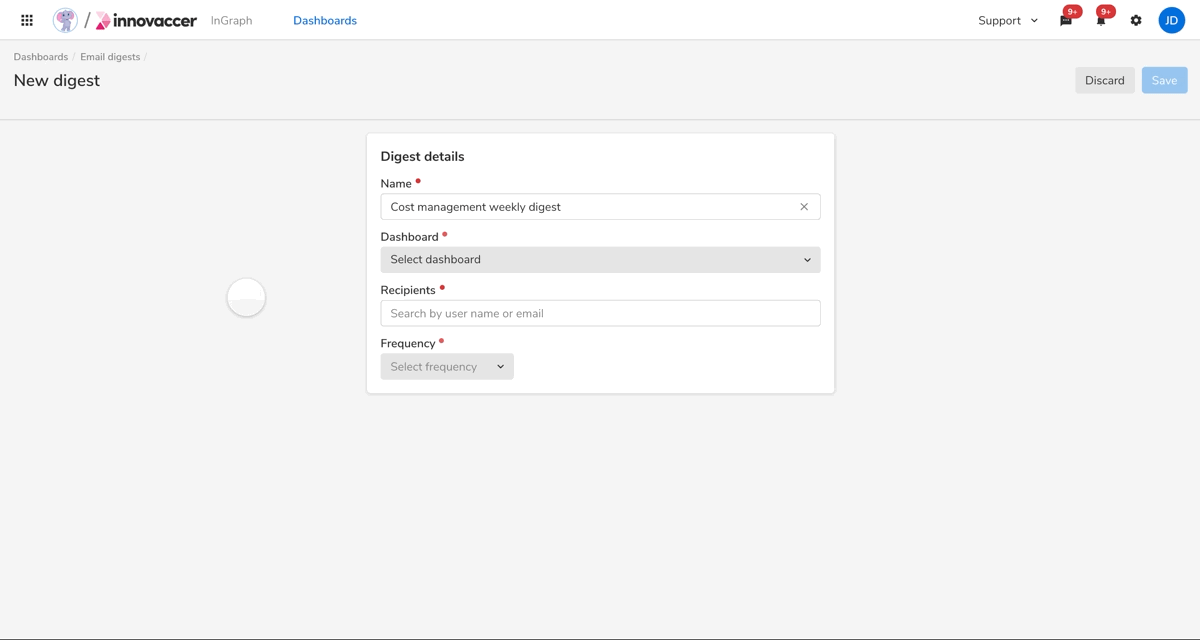 / innovaccer InGraph Dashboards Support 9+ 9+ JD
Dashboards / Email digests /
New digest Discard Save
Digest details
Name
Cost management weekly digest
Dashboard
Select dashboard
Recipients
Search by user name or email
Frequency
Select frequency